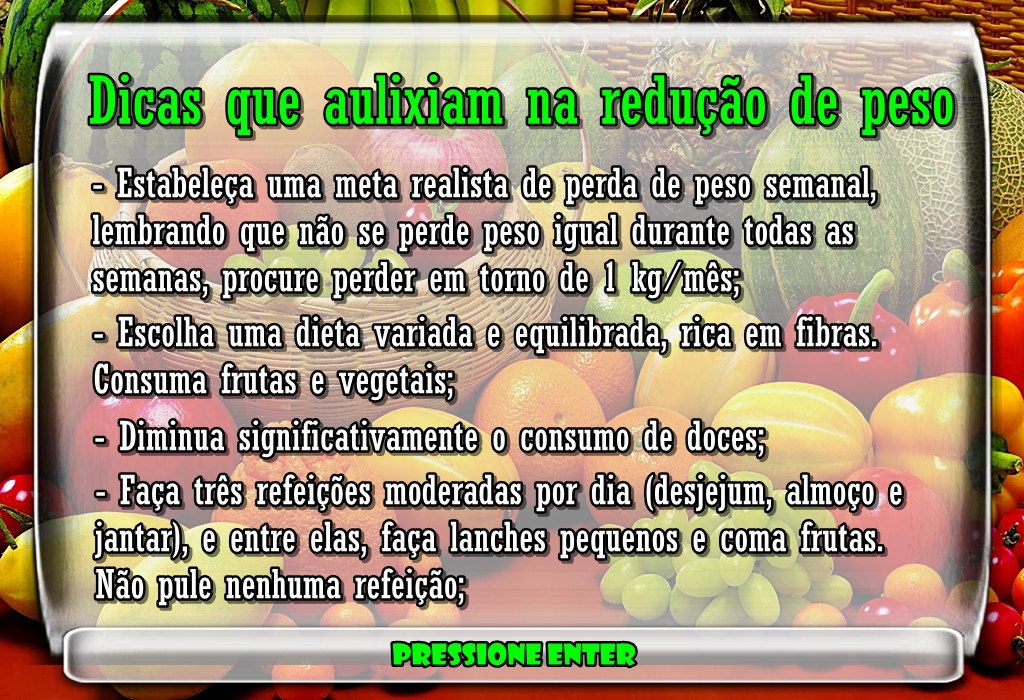 Dicas que aulixiam na redução de peso
- Estabeleça uma meta realista de perda de peso semanal,
lembrando que não se perde peso igual durante todas as
semanas, procure perder em torno de 1 kg/mês;
- Escolha uma dieta variada e equilibrada, rica em fibras.
Consuma frutas e vegetais;
- Diminua significativamente o consumo de doces;
- Faça três refeições moderadas por dia (desjejum, almoço e
jantar), e entre elas, faça lanches pequenos e coma frutas.
Não pule nenhuma refeição;
PRESSIONE ENTER